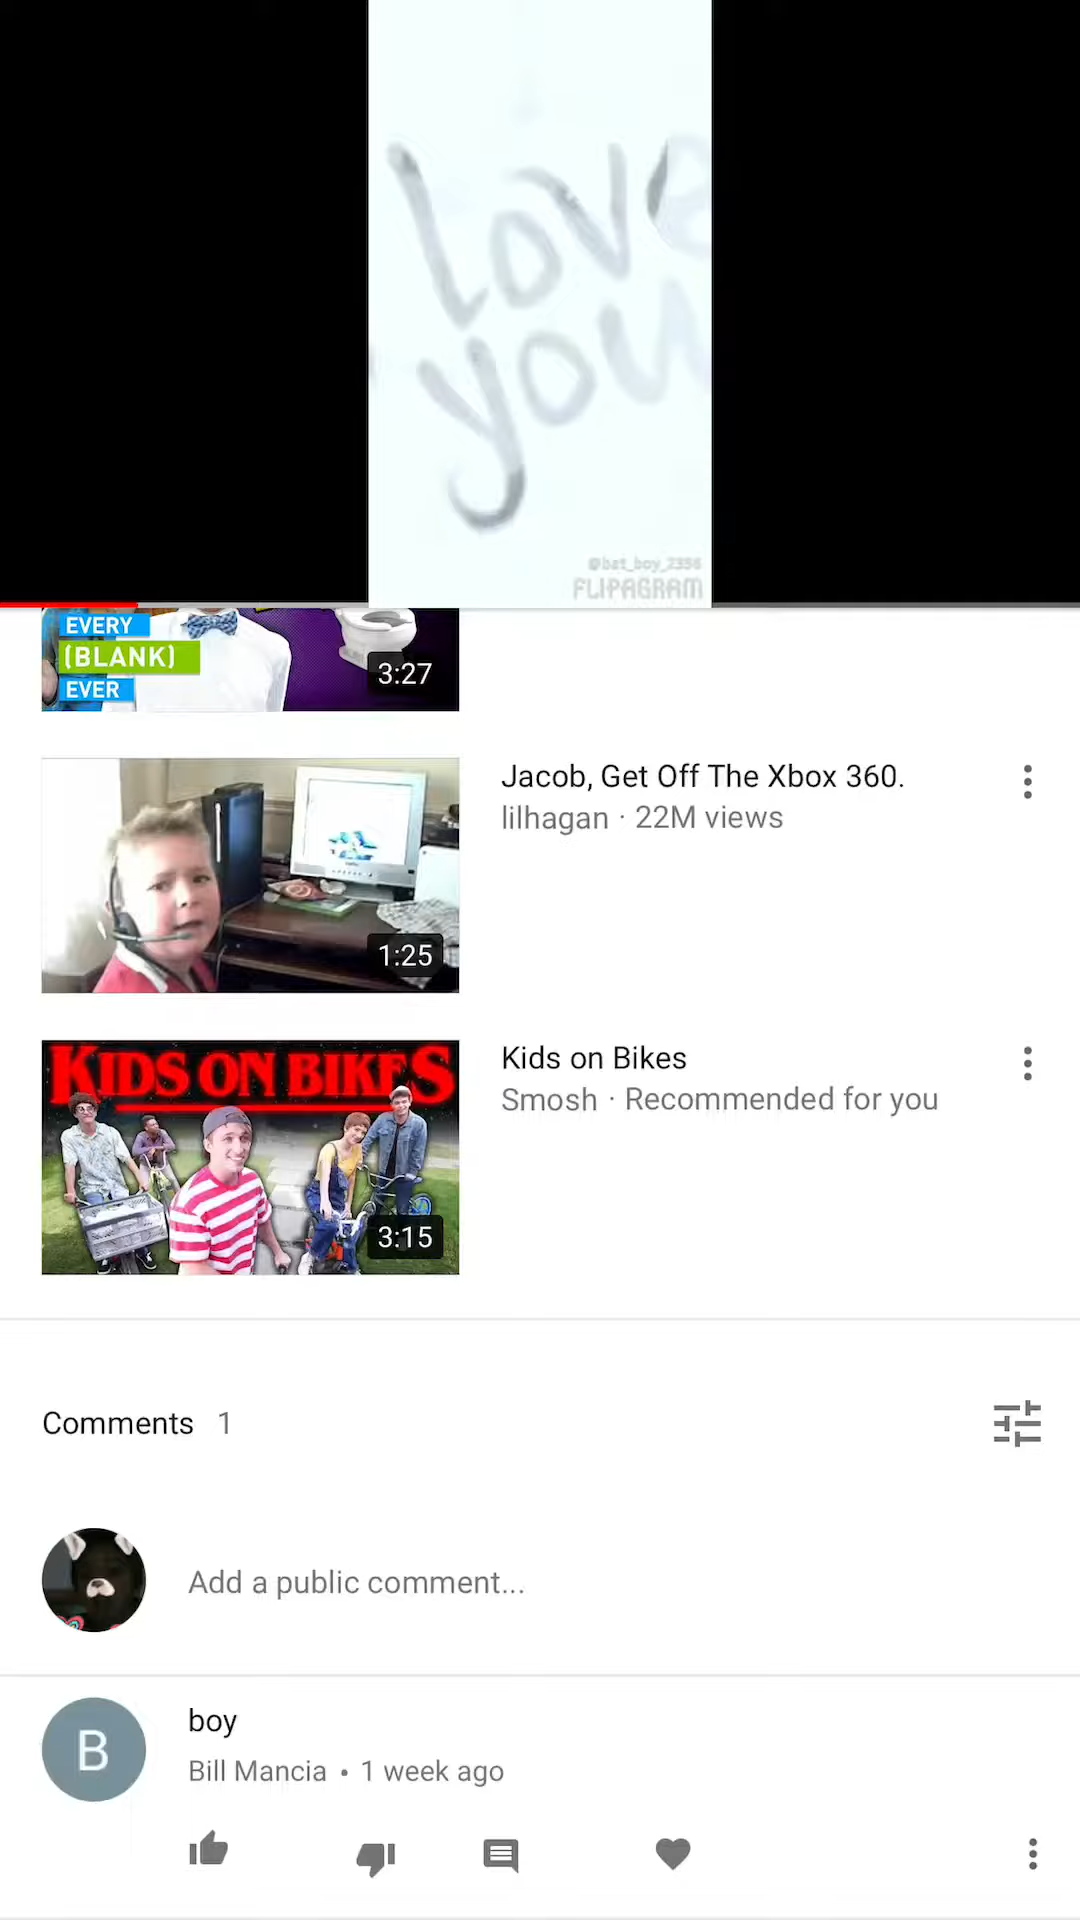 Love
you
@bat_boy_2356
FLIPAGRAM
EVERY
(BLANK)
EVER
3:27
Jacob, Get Off The Xbox 360.
lilhagan · 22M views
1:25
KIDS ON BIKES
Kids on Bikes
Smosh · Recommended for you
3:15
Comments 1
Add a public comment...
B
boy
Bill Mancia • 1 week ago